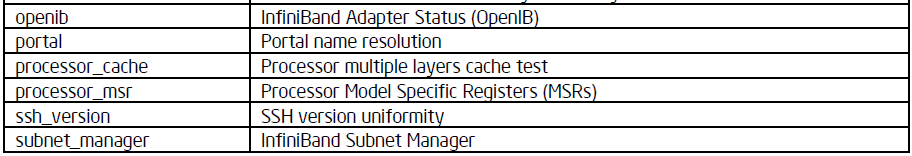 openib InfiniBand Adapter Status (OpenIB)
portal Portal name resolution
processor_cache Processor multiple layers cache test
processor_msr Processor Model Specific Registers (MSRs)
ssh_version SSH version uniformity
subnet_manager InfiniBand Subnet Manager